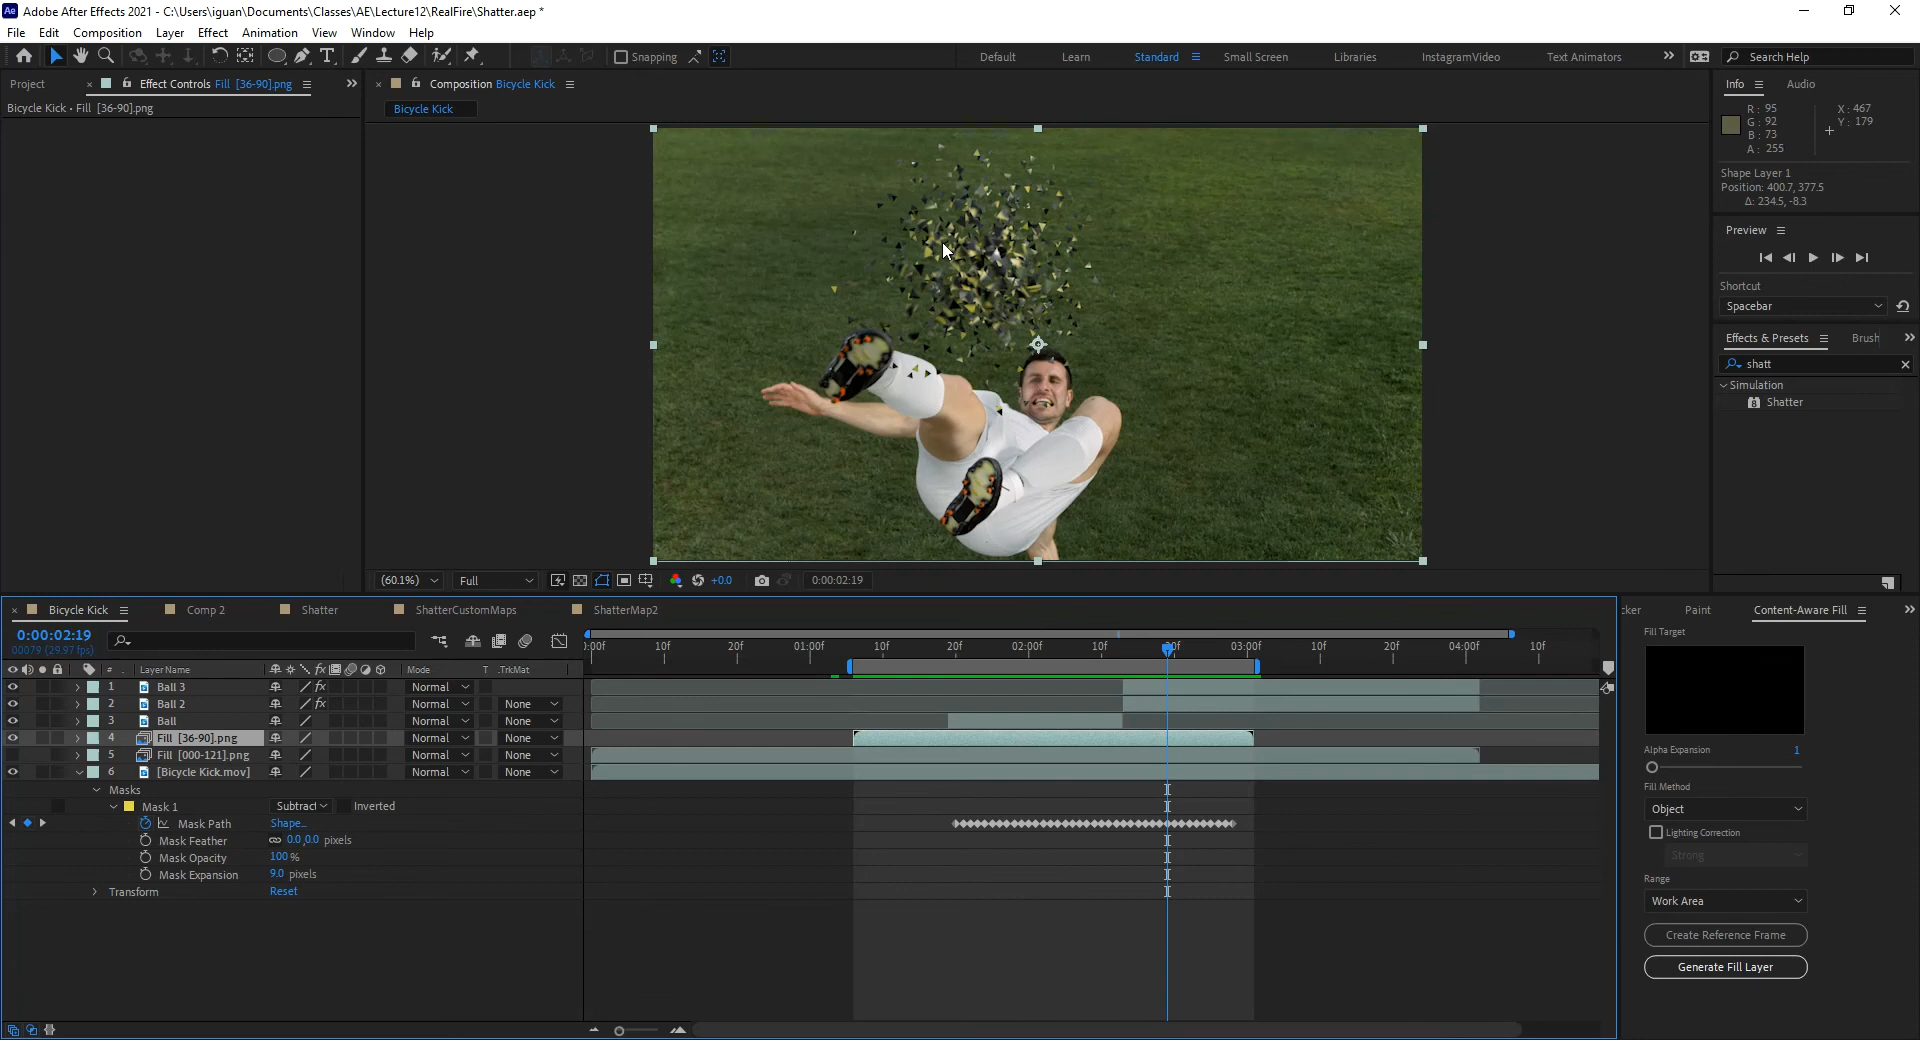 Ae Adobe After Effects 2021 - C:\Users\iguan\Documents\Classes\AE\Lecture12\RealFire\Shatter.aep *
File Edit Composition Layer Effect Animation View Window Help
Snapping Default Learn Standard Small Screen Libraries InstagramVideo Text Animators Search Help
Project Effect Controls Fill [36-90].png
Bicycle Kick • Fill [36-90].png
Composition Bicycle Kick
Bicycle Kick
Info Audio
R: 95 X: 467
G: 92 Y: 179
B: 73
A: 255
Shape Layer 1
Position: 400.7, 377.5
Δ: 234.5, -8.3
Preview
Shortcut
Spacebar
Effects & Presets Brush
shatt
Simulation
Shatter
(60.1%) Full +0.0 0:00:02:19
Bicycle Kick Comp 2 Shatter ShatterCustomMaps ShatterMap2
0:00:02:19
00079 (29.97 fps)
:00f 10f 20f 01:00f 10f 20f 02:00f 10f 20f 03:00f 10f 20f 04:00f 10f
# Layer Name fx Mode T .TrkMat
1 Ball 3 fx Normal
2 Ball 2 fx Normal None
3 Ball Normal None
4 Fill [36-90].png Normal None
5 Fill [000-121].png Normal None
6 [Bicycle Kick.mov] Normal None
Masks
Mask 1 Subtract Inverted
Mask Path Shape...
Mask Feather 0.0,0.0 pixels
Mask Opacity 100%
Mask Expansion 9.0 pixels
Transform Reset
cker Paint Content-Aware Fill
Fill Target
Alpha Expansion 1
Fill Method
Object
Lighting Correction
Strong
Range
Work Area
Create Reference Frame
Generate Fill Layer